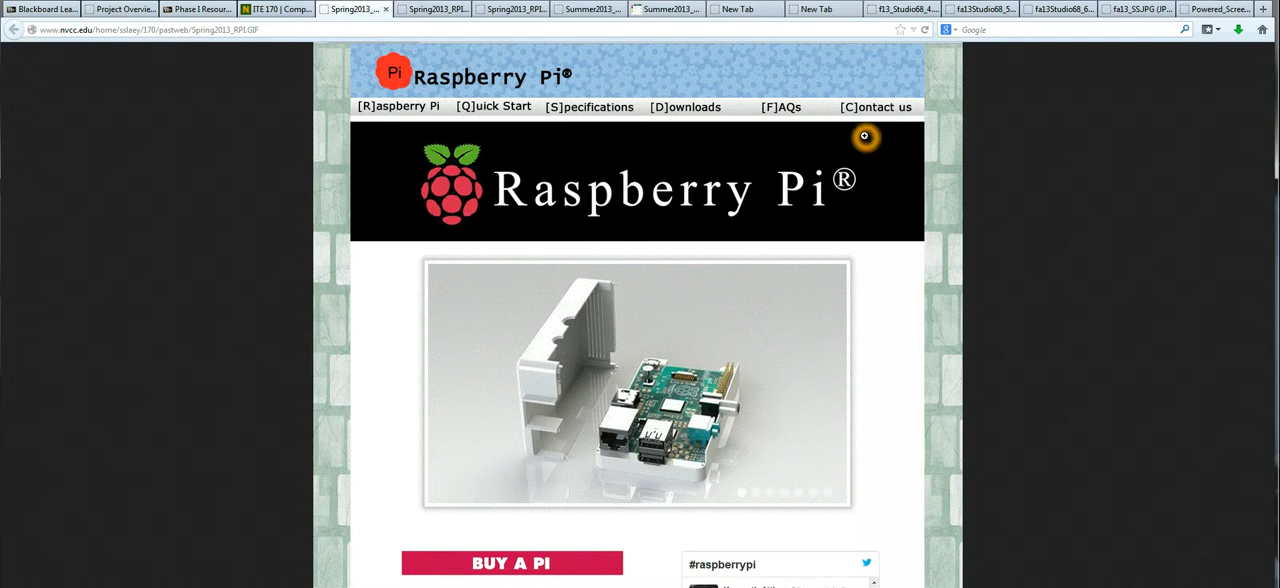 Blackboard Lea...
Project Overvie...
Phase I Resour...
ITE 170 | Comp...
Spring2013_...
Spring2013_RPI...
Spring2013_RPI...
Summer2013_...
Summer2013_...
New Tab
New Tab
f13_Studio68_4...
fa13Studio68_5...
fa13Studio68_6...
fa13_SS.JPG (JP...
Powered_Scree...
www.nvcc.edu/home/sslaey/170/pastweb/Spring2013_RPI.GIF
Google
Pi
Raspberry Pi®
[R]aspberry Pi
[Q]uick Start
[S]pecifications
[D]ownloads
[F]AQs
[C]ontact us
Raspberry Pi®
BUY A PI
#raspberrypi